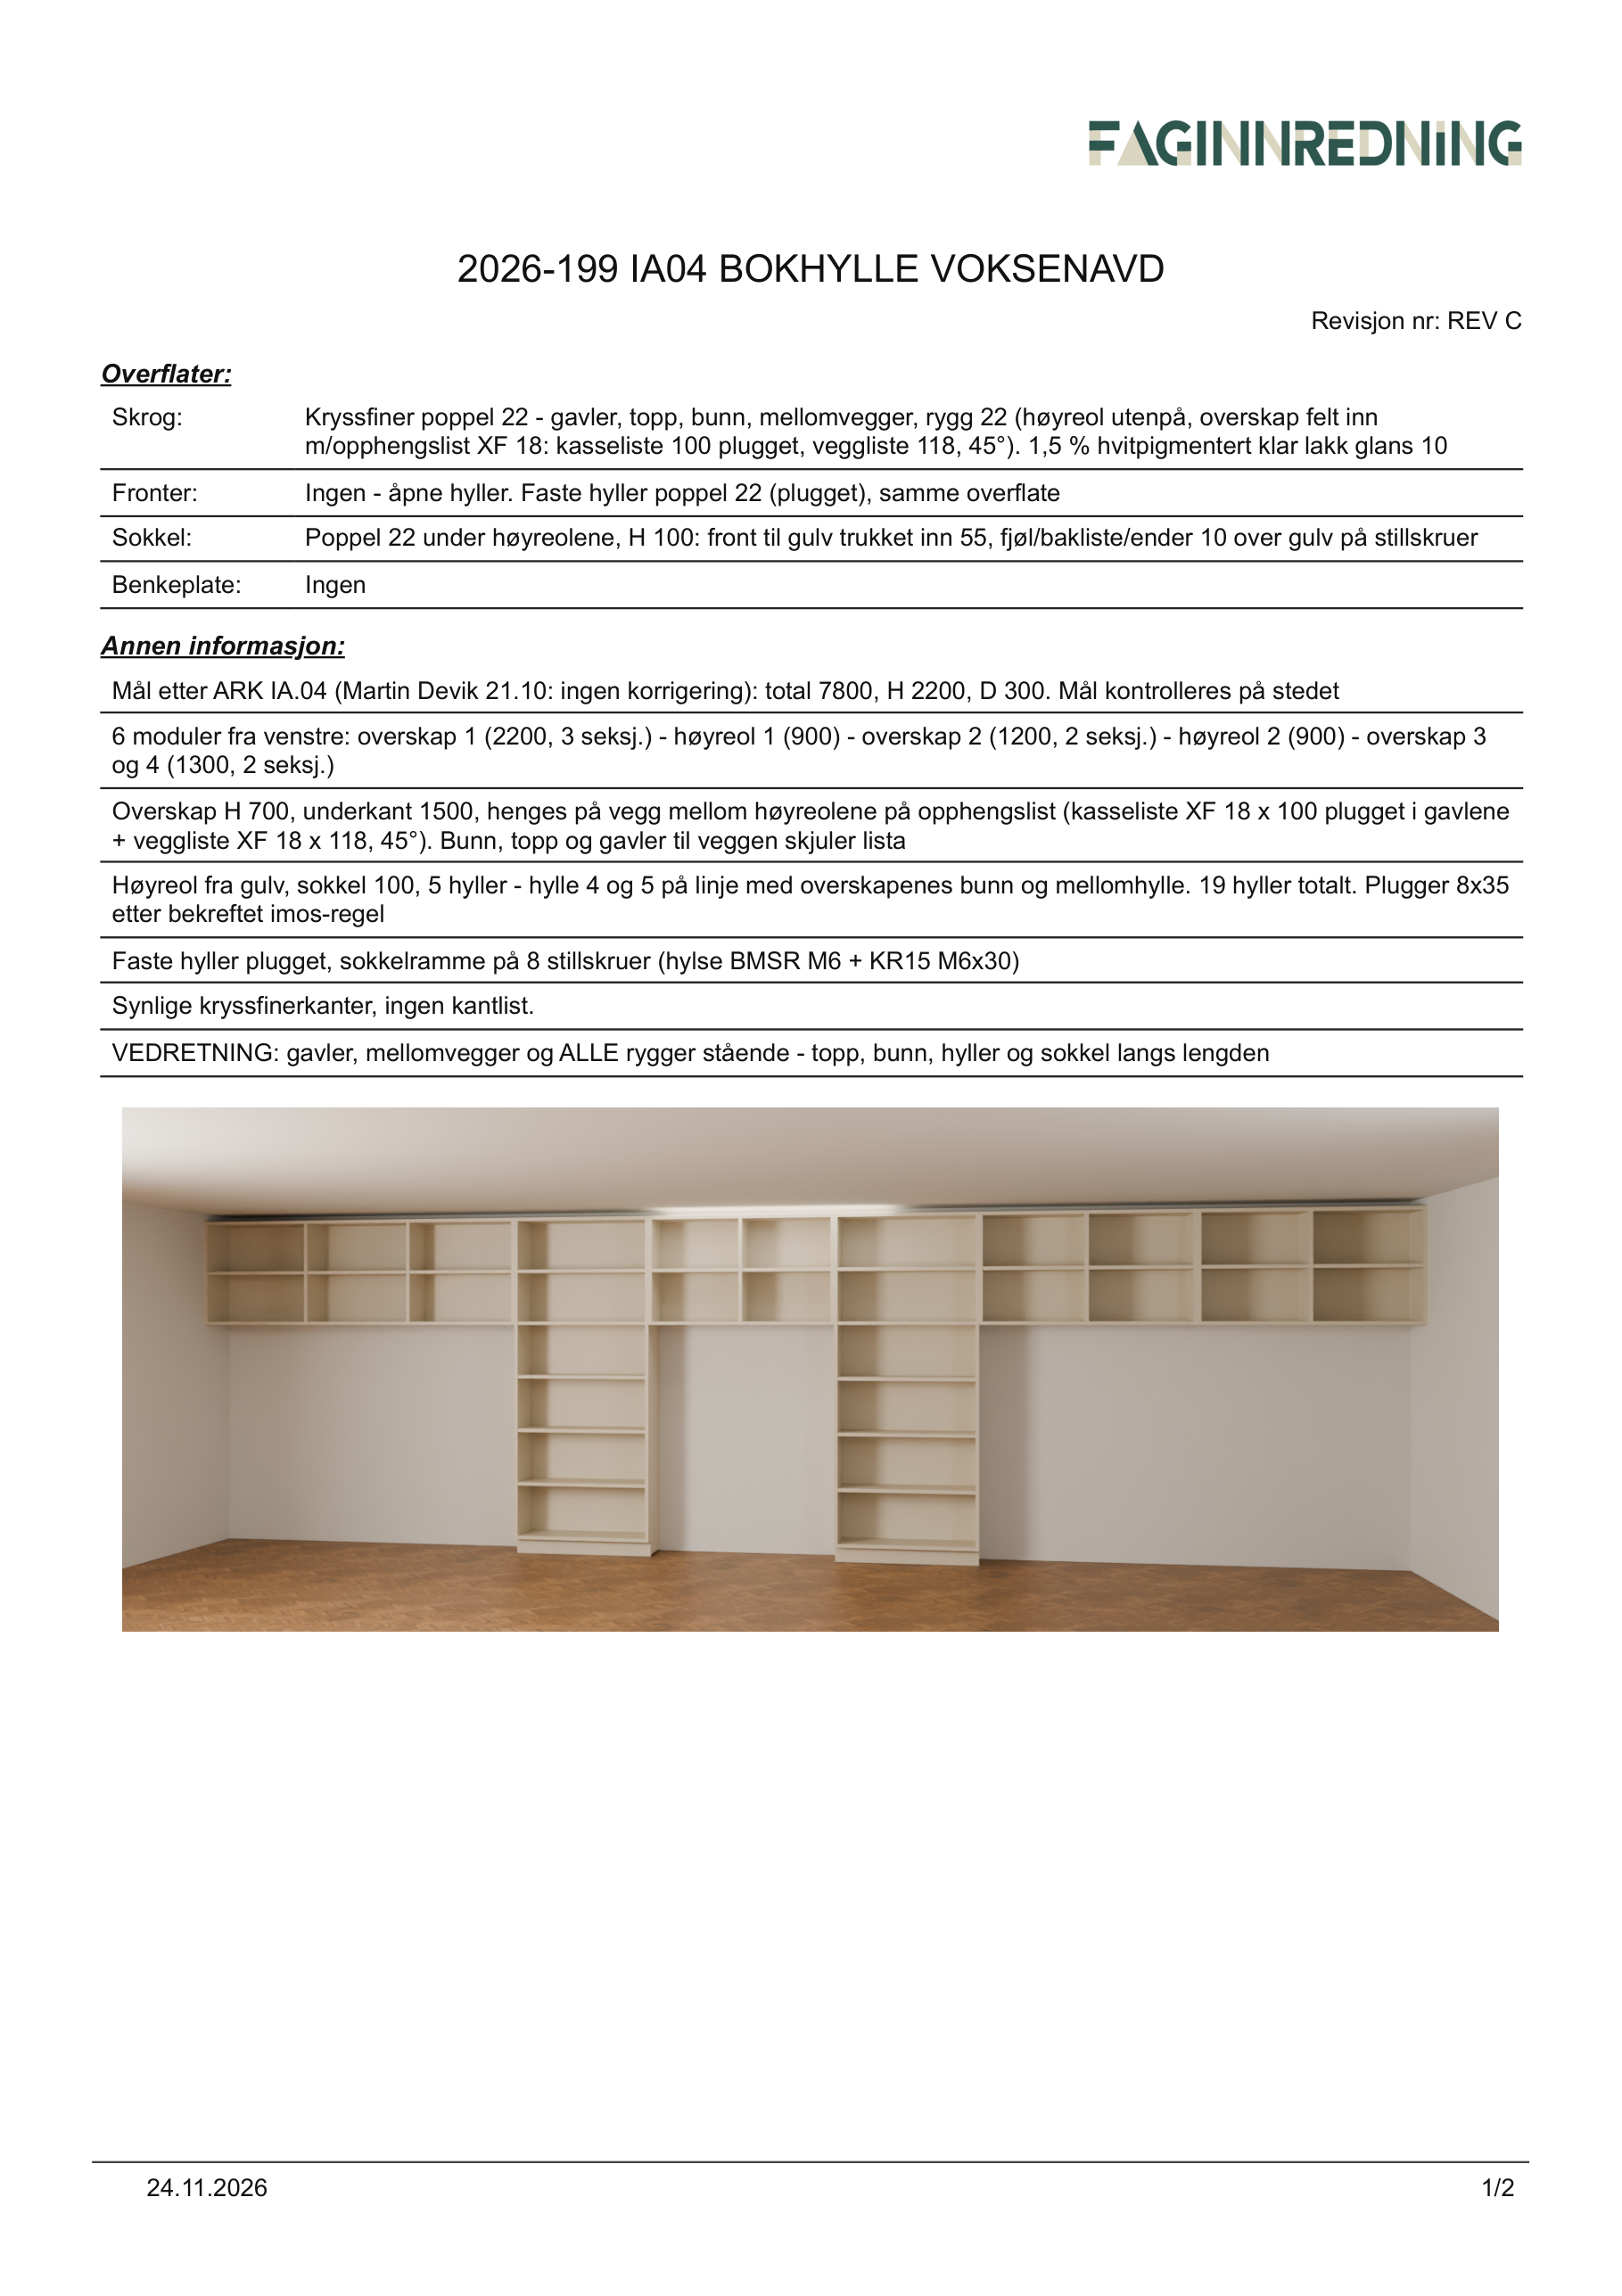 FAGINNREDNING
2026-199 IA04 BOKHYLLE VOKSENAVD
Revisjon nr: REV C
Overflater:
Skrog: Kryssfiner poppel 22 - gavler, topp, bunn, mellomvegger, rygg 22 (høyreol utenpå, overskap felt inn
m/opphengslist XF 18: kasseliste 100 plugget, veggliste 118, 45°). 1,5 % hvitpigmentert klar lakk glans 10
Fronter: Ingen - åpne hyller. Faste hyller poppel 22 (plugget), samme overflate
Sokkel: Poppel 22 under høyreolene, H 100: front til gulv trukket inn 55, fjøl/bakliste/ender 10 over gulv på stillskruer
Benkeplate: Ingen
Annen informasjon:
Mål etter ARK IA.04 (Martin Devik 21.10: ingen korrigering): total 7800, H 2200, D 300. Mål kontrolleres på stedet
6 moduler fra venstre: overskap 1 (2200, 3 seksj.) - høyreol 1 (900) - overskap 2 (1200, 2 seksj.) - høyreol 2 (900) - overskap 3
og 4 (1300, 2 seksj.)
Overskap H 700, underkant 1500, henges på vegg mellom høyreolene på opphengslist (kasseliste XF 18 x 100 plugget i gavlene
+ veggliste XF 18 x 118, 45°). Bunn, topp og gavler til veggen skjuler lista
Høyreol fra gulv, sokkel 100, 5 hyller - hylle 4 og 5 på linje med overskapenes bunn og mellomhylle. 19 hyller totalt. Plugger 8x35
etter bekreftet imos-regel
Faste hyller plugget, sokkelramme på 8 stillskruer (hylse BMSR M6 + KR15 M6x30)
Synlige kryssfinerkanter, ingen kantlist.
VEDRETNING: gavler, mellomvegger og ALLE rygger stående - topp, bunn, hyller og sokkel langs lengden
24.11.2026
1/2